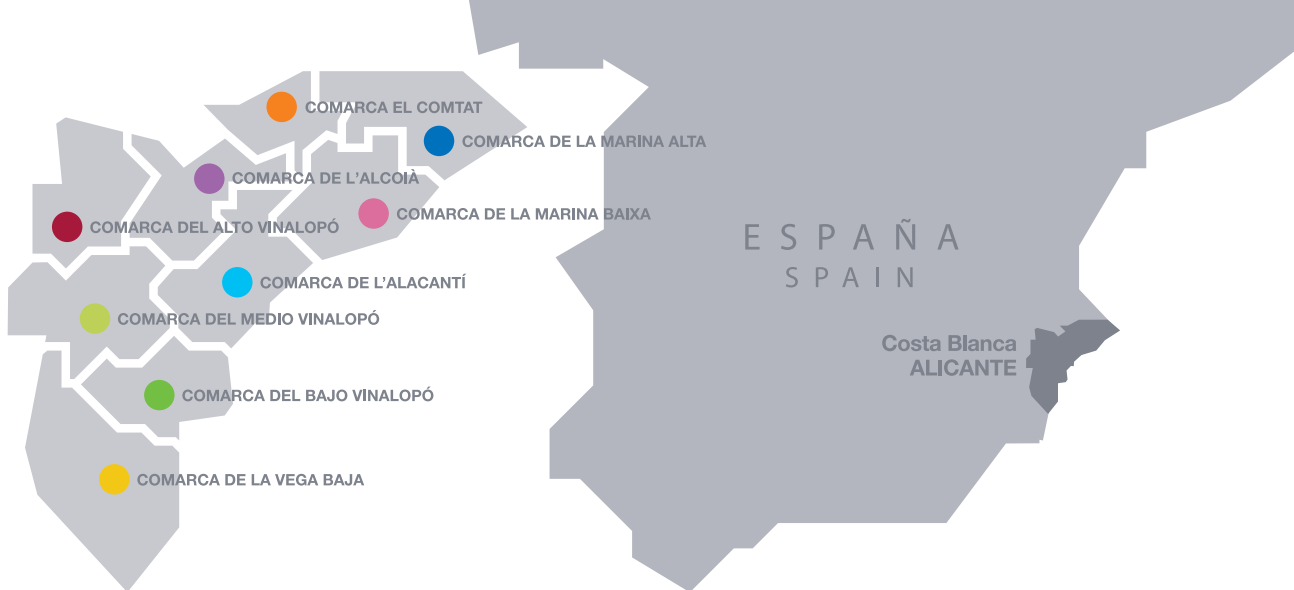 COMARCA EL COMTAT
COMARCA DE LA MARINA ALTA
COMARCA DE L'ALCOIÀ
COMARCA DE LA MARINA BAIXA
COMARCA DEL ALTO VINALOPÓ
COMARCA DE L'ALACANTÍ
COMARCA DEL MEDIO VINALOPÓ
COMARCA DEL BAJO VINALOPÓ
COMARCA DE LA VEGA BAJA
ESPAÑA
SPAIN
Costa Blanca
ALICANTE